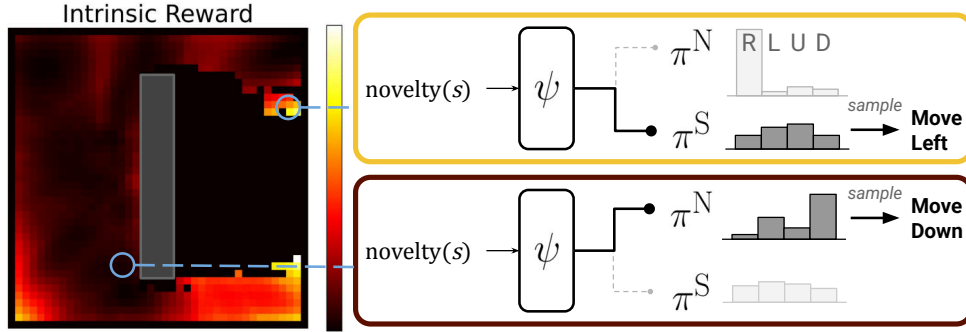 Intrinsic Reward
novelty(s)
ψ
π^N
R L U D
π^S
sample
Move
Left
novelty(s)
ψ
π^N
sample
Move
Down
π^S